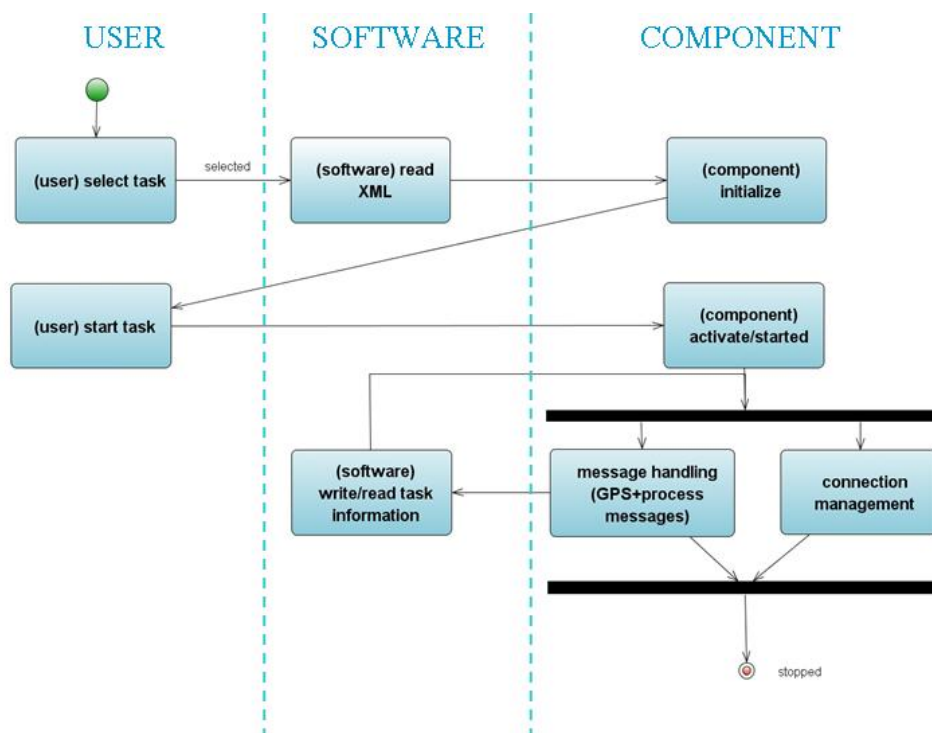 USER
SOFTWARE
COMPONENT
(user) select task
selected
(software) read
XML
(component)
initialize
(user) start task
(component)
activate/started
(software)
write/read task
information
message handling
(GPS+process
messages)
connection
management
stopped